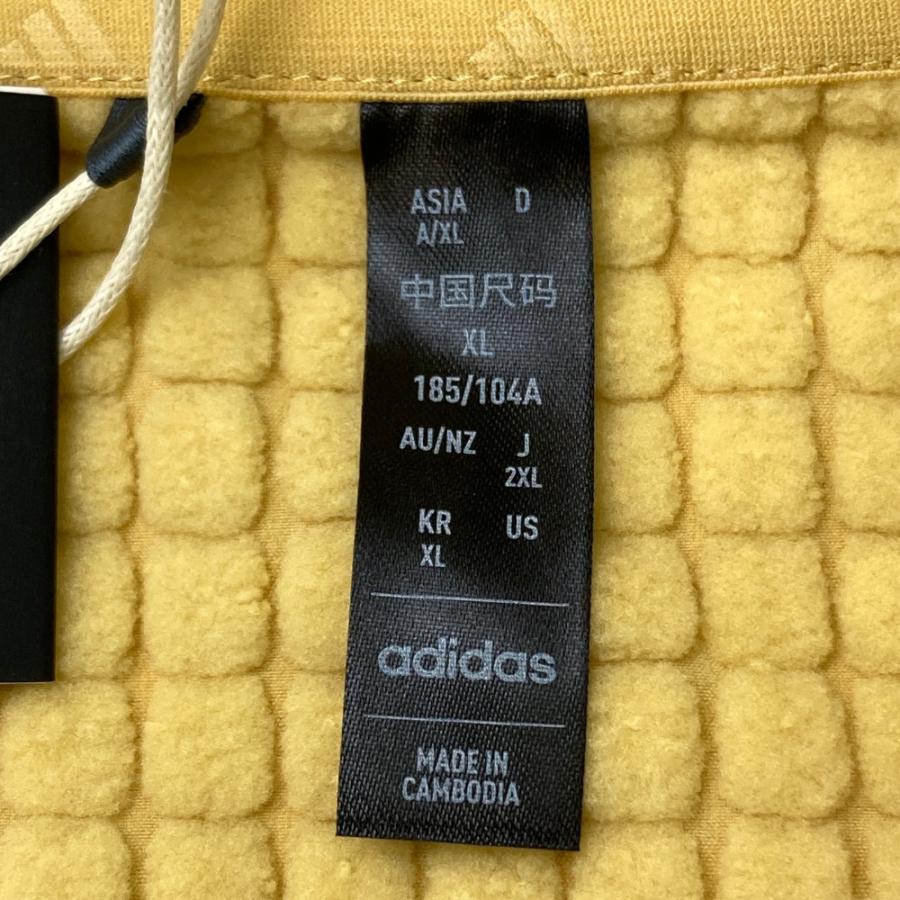 ASIA D
A/XL
中国尺码
XL
185/104A
AU/NZ J
2XL
KR US
XL
adidas
MADE IN
CAMBODIA